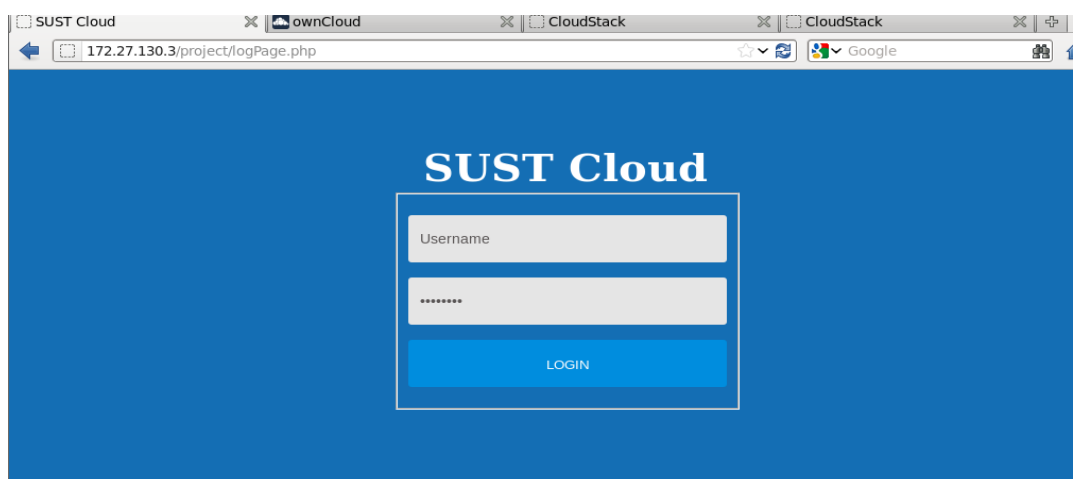 SUST Cloud ownCloud CloudStack CloudStack
172.27.130.3/project/logPage.php Google
SUST Cloud
Username
••••••••
LOGIN